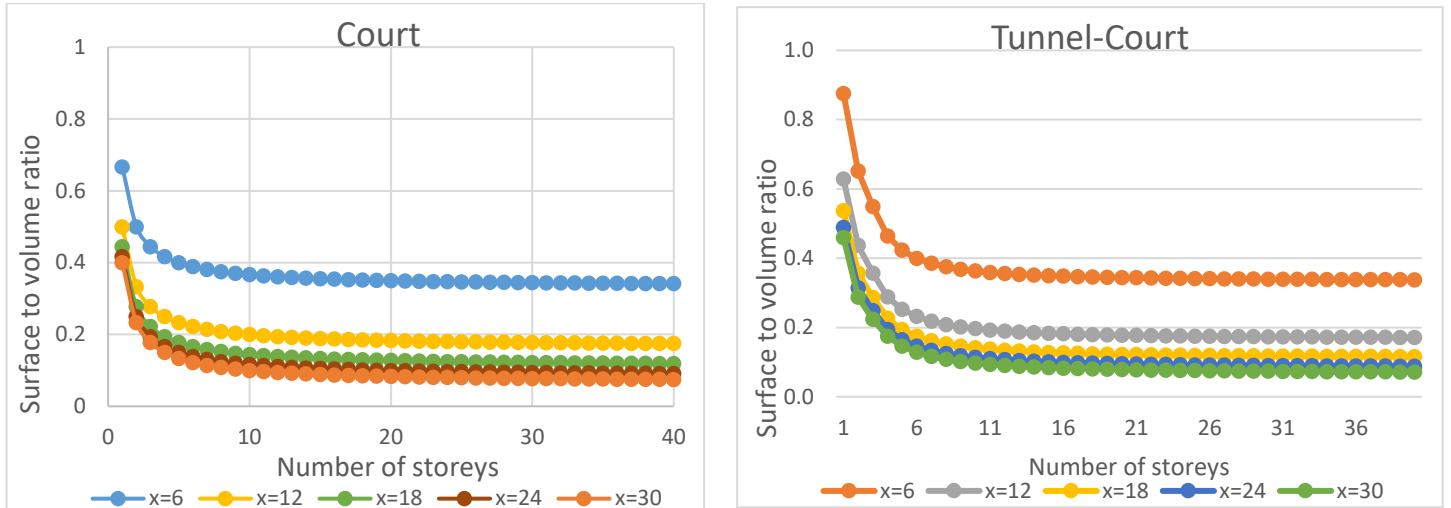 Court
Surface to volume ratio
1
0.8
0.6
0.4
0.2
0
0 10 20 30 40
Number of storeys
x=6 x=12 x=18 x=24 x=30
Tunnel-Court
Surface to volume ratio
1.0
0.8
0.6
0.4
0.2
0.0
1 6 11 16 21 26 31 36
Number of storeys
x=6 x=12 x=18 x=24 x=30